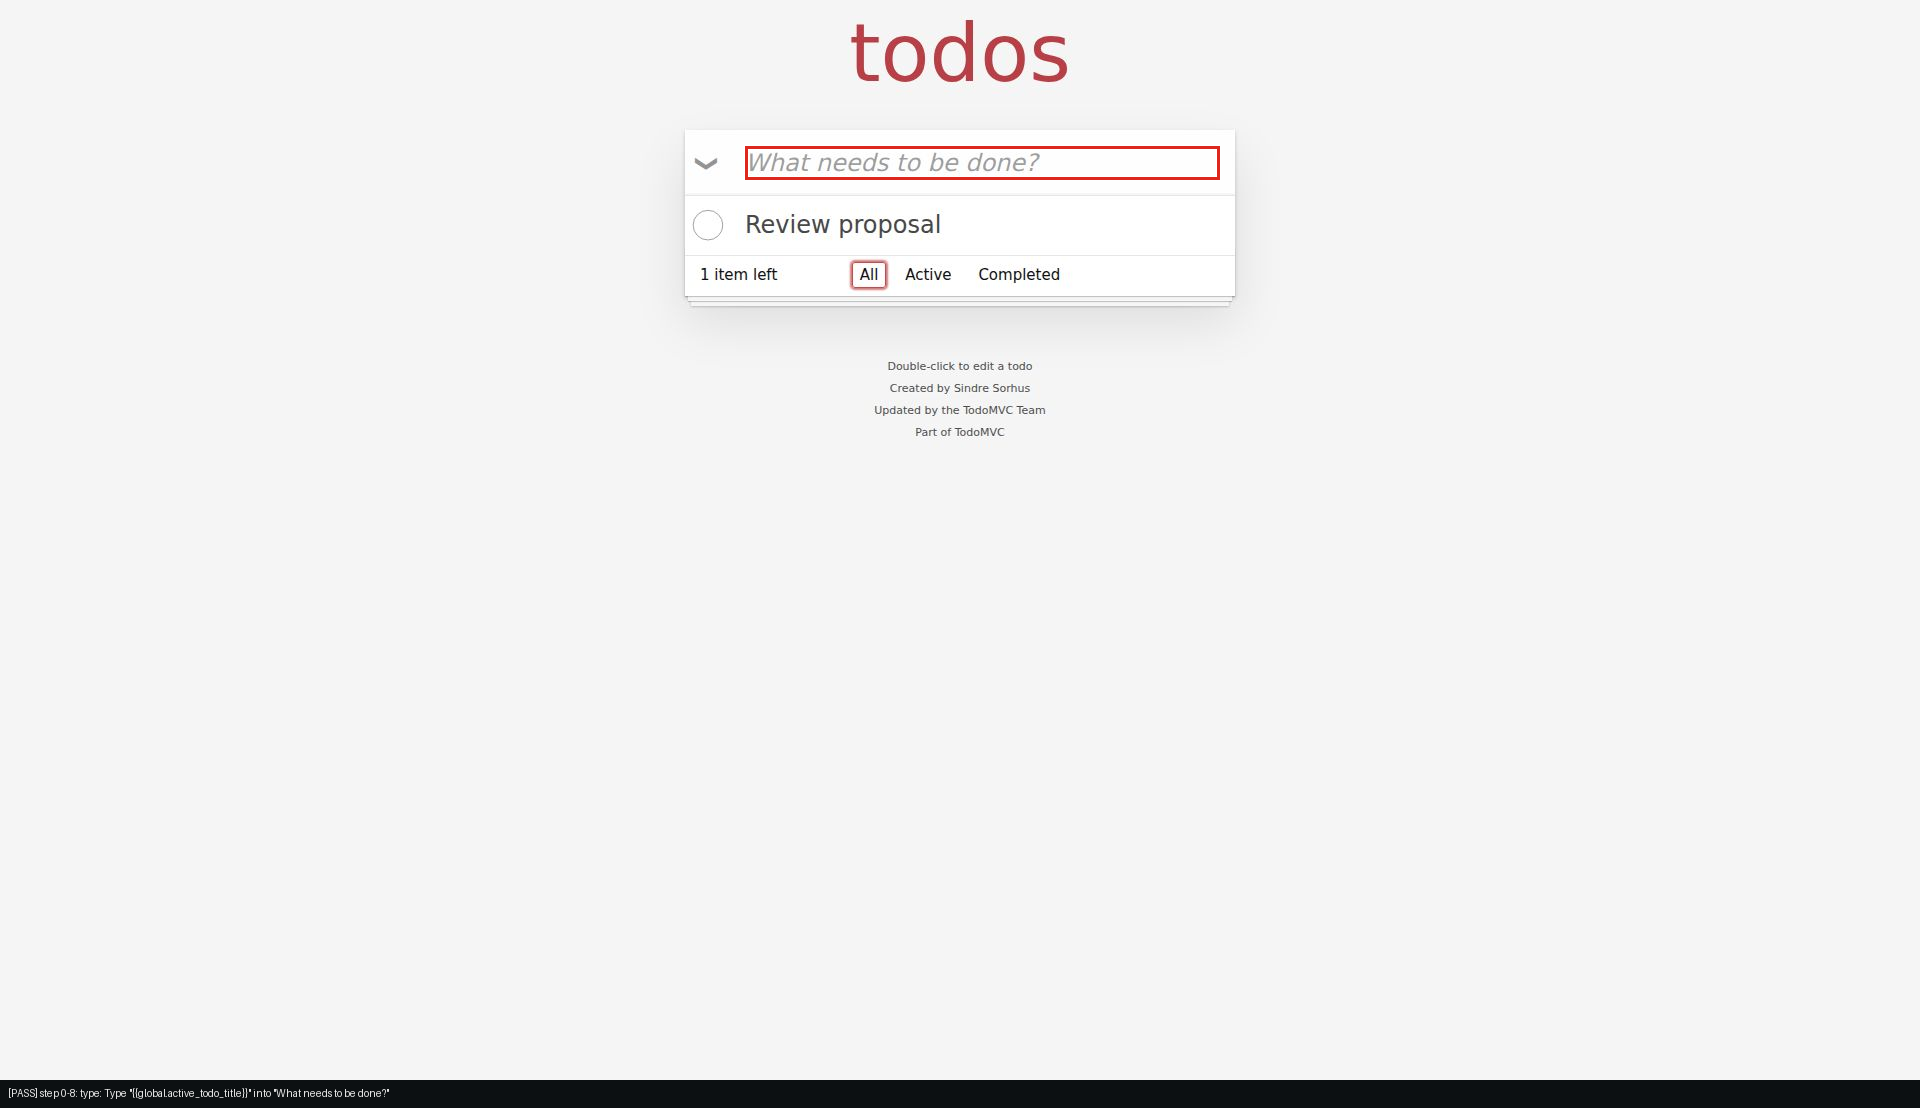 todos
What needs to be done?
Review proposal
1 item left All Active Completed
Double-click to edit a todo
Created by Sindre Sorhus
Updated by the TodoMVC Team
Part of TodoMVC
[PASS] step 0-8: type: Type "{{global.active_todo_title}}" into "What needs to be done?"